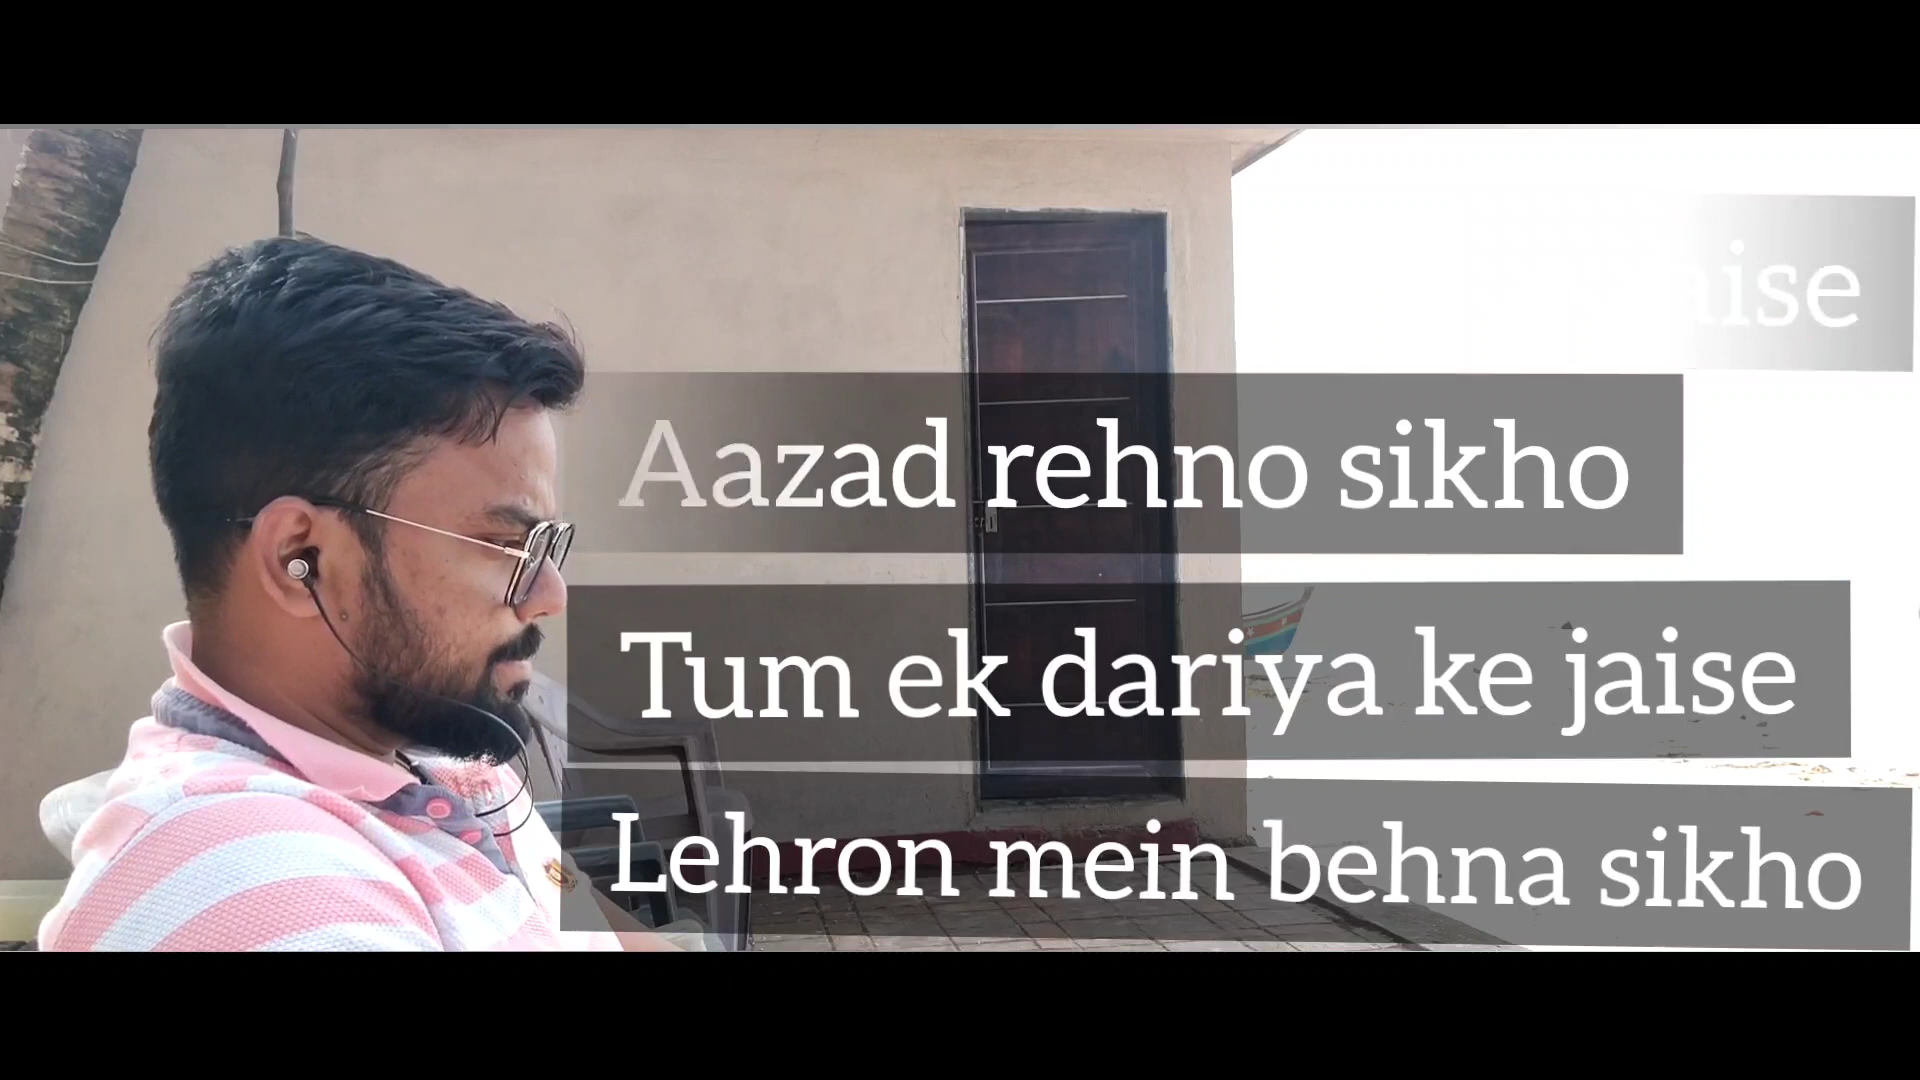 Aazad rehno sikho
Tum ek dariya ke jaise
Lehron mein behna sikho